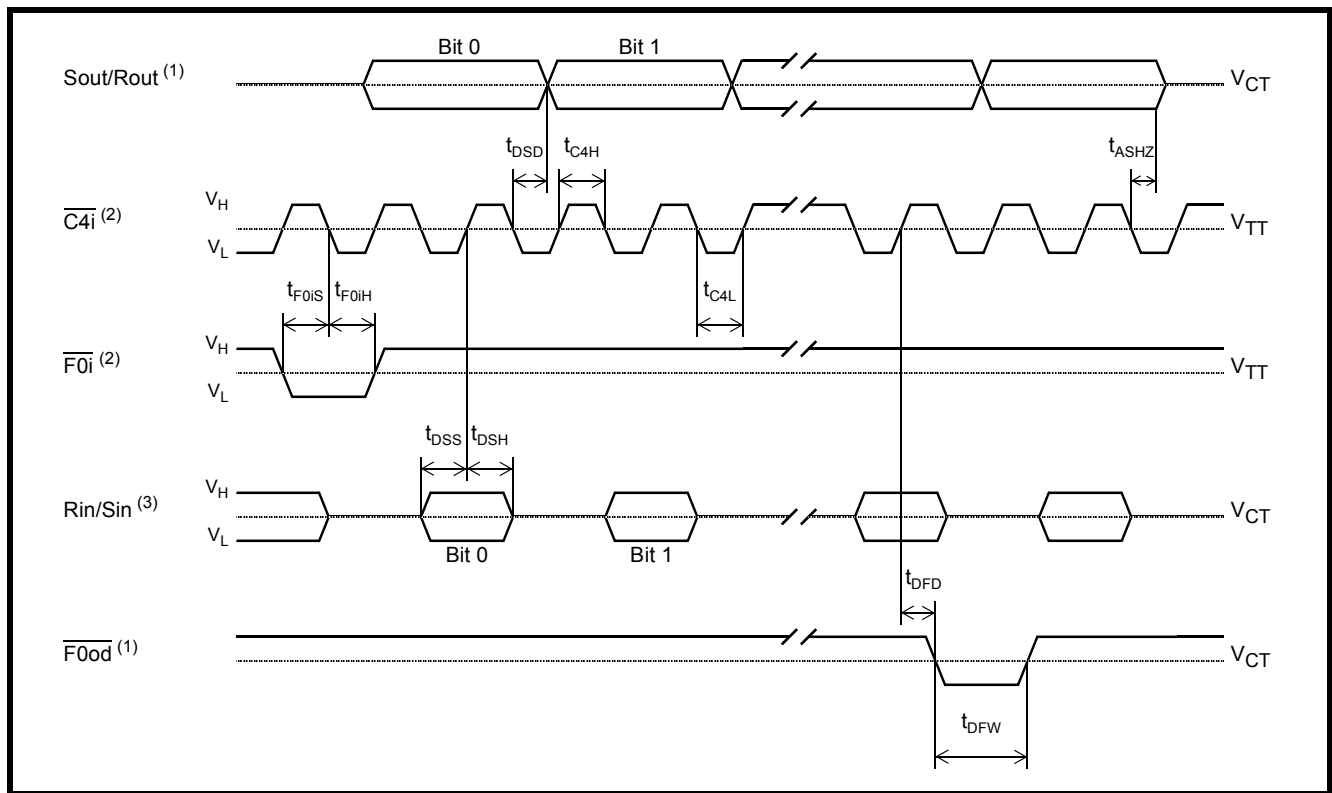 Bit 0 Bit 1
Sout/Rout (1) VCT
tDSD tC4H tASHZ
VH
C4i (2) VTT
VL
tF0iS tF0iH tC4L
VH
F0i (2) VTT
VL
tDSS tDSH
VH
Rin/Sin (3) VCT
VL
Bit 0 Bit 1
tDFD
F0od (1) VCT
tDFW